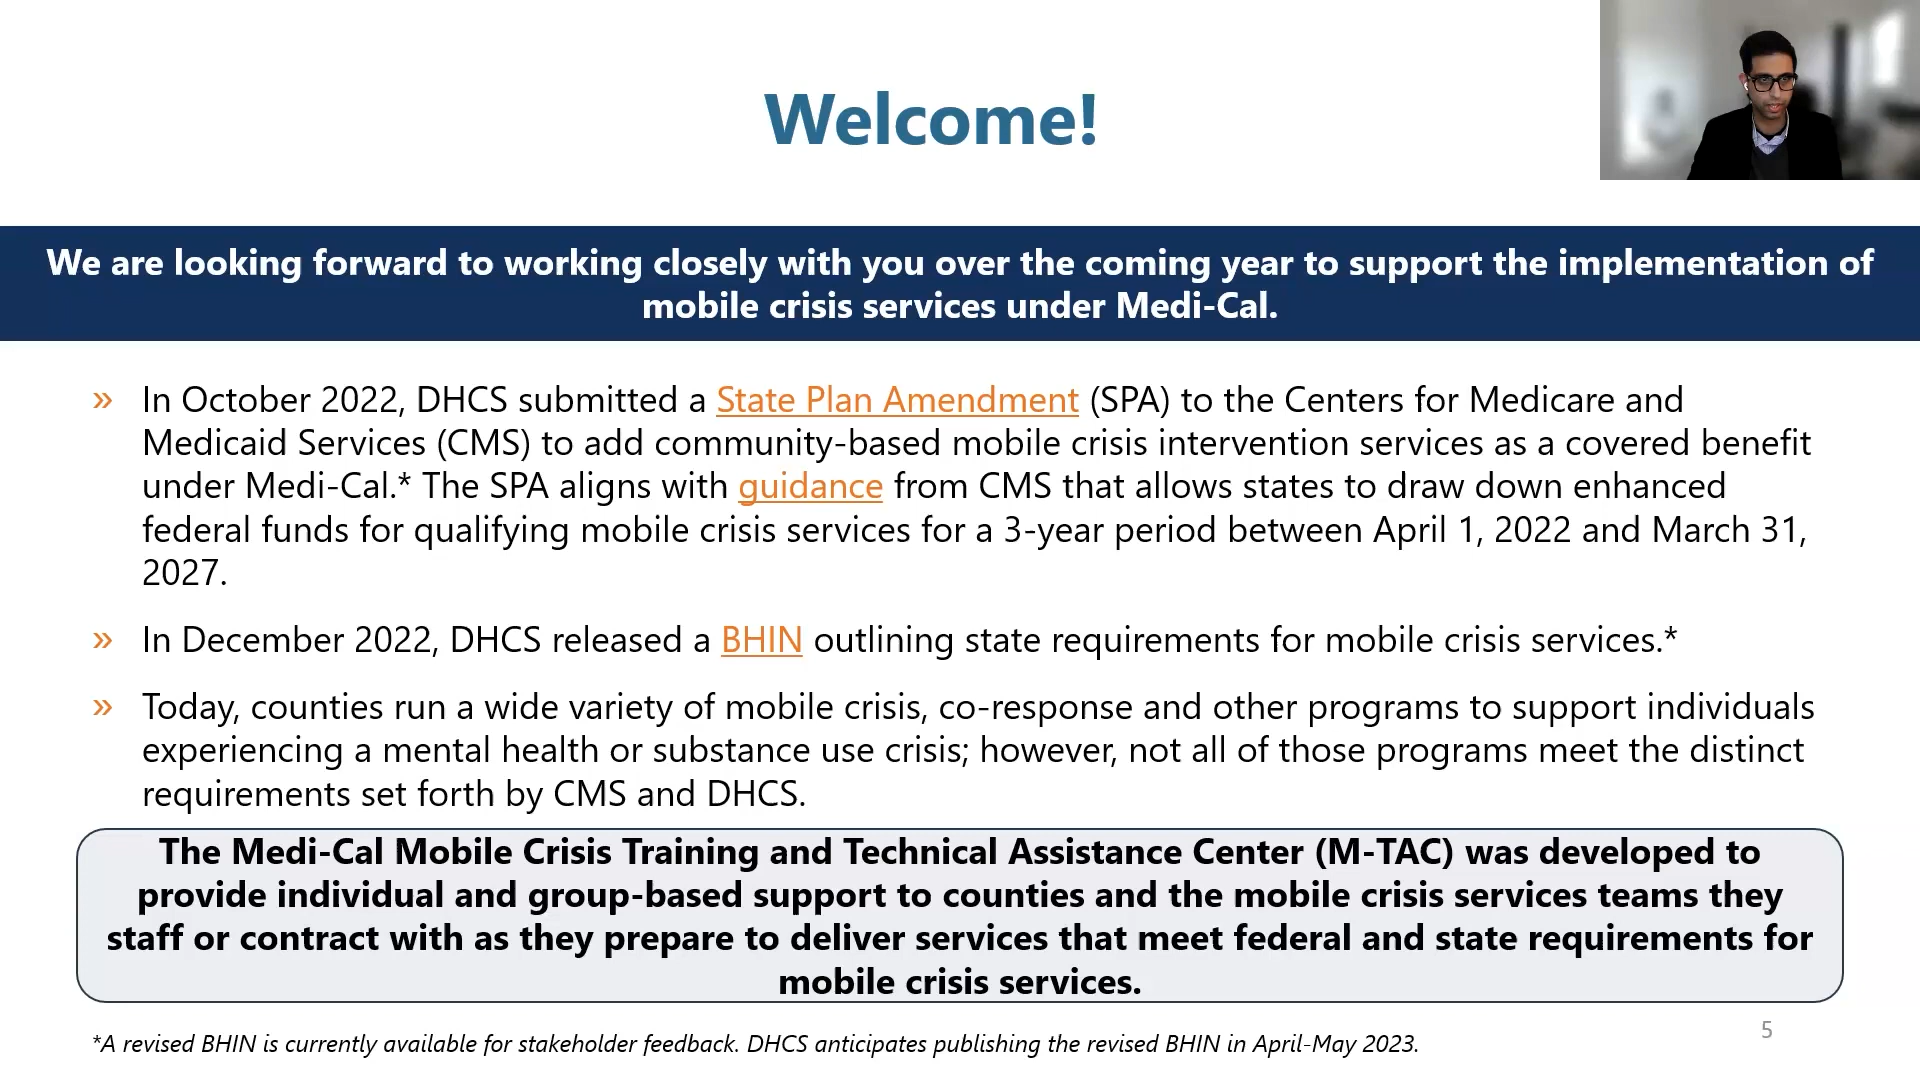 Welcome!
We are looking forward to working closely with you over the coming year to support the implementation of
mobile crisis services under Medi-Cal.
» In October 2022, DHCS submitted a State Plan Amendment (SPA) to the Centers for Medicare and
Medicaid Services (CMS) to add community-based mobile crisis intervention services as a covered benefit
under Medi-Cal.* The SPA aligns with guidance from CMS that allows states to draw down enhanced
federal funds for qualifying mobile crisis services for a 3-year period between April 1, 2022 and March 31,
2027.
» In December 2022, DHCS released a BHIN outlining state requirements for mobile crisis services.*
» Today, counties run a wide variety of mobile crisis, co-response and other programs to support individuals
experiencing a mental health or substance use crisis; however, not all of those programs meet the distinct
requirements set forth by CMS and DHCS.
The Medi-Cal Mobile Crisis Training and Technical Assistance Center (M-TAC) was developed to
provide individual and group-based support to counties and the mobile crisis services teams they
staff or contract with as they prepare to deliver services that meet federal and state requirements for
mobile crisis services.
*A revised BHIN is currently available for stakeholder feedback. DHCS anticipates publishing the revised BHIN in April-May 2023.
5